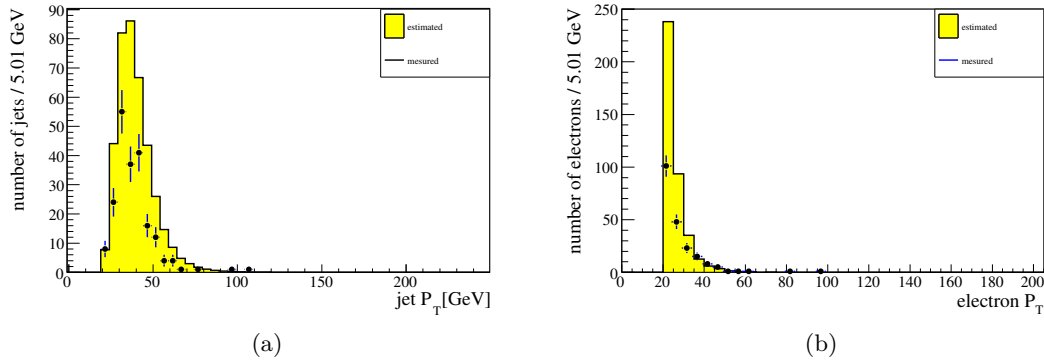 number of jets / 5.01 GeV
90
80
70
60
50
40
30
20
10
0
0 50 100 150 200
jet P_T[GeV]
estimated
mesured
(a)
number of electrons / 5.01 GeV
250
200
150
100
50
0
0 20 40 60 80 100 120 140 160 180 200
electron P_T
estimated
mesured
(b)